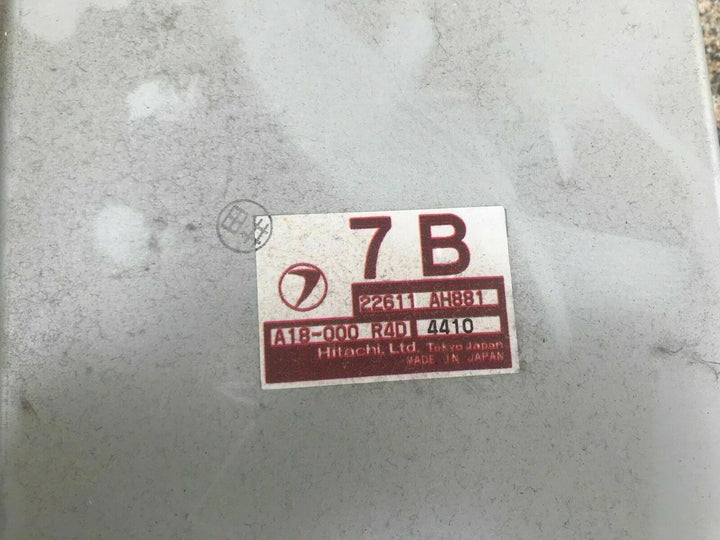 7 B
22611 AH881
A18-000 R4D 4410
Hitachi, Ltd. Tokyo Japan
MADE IN JAPAN